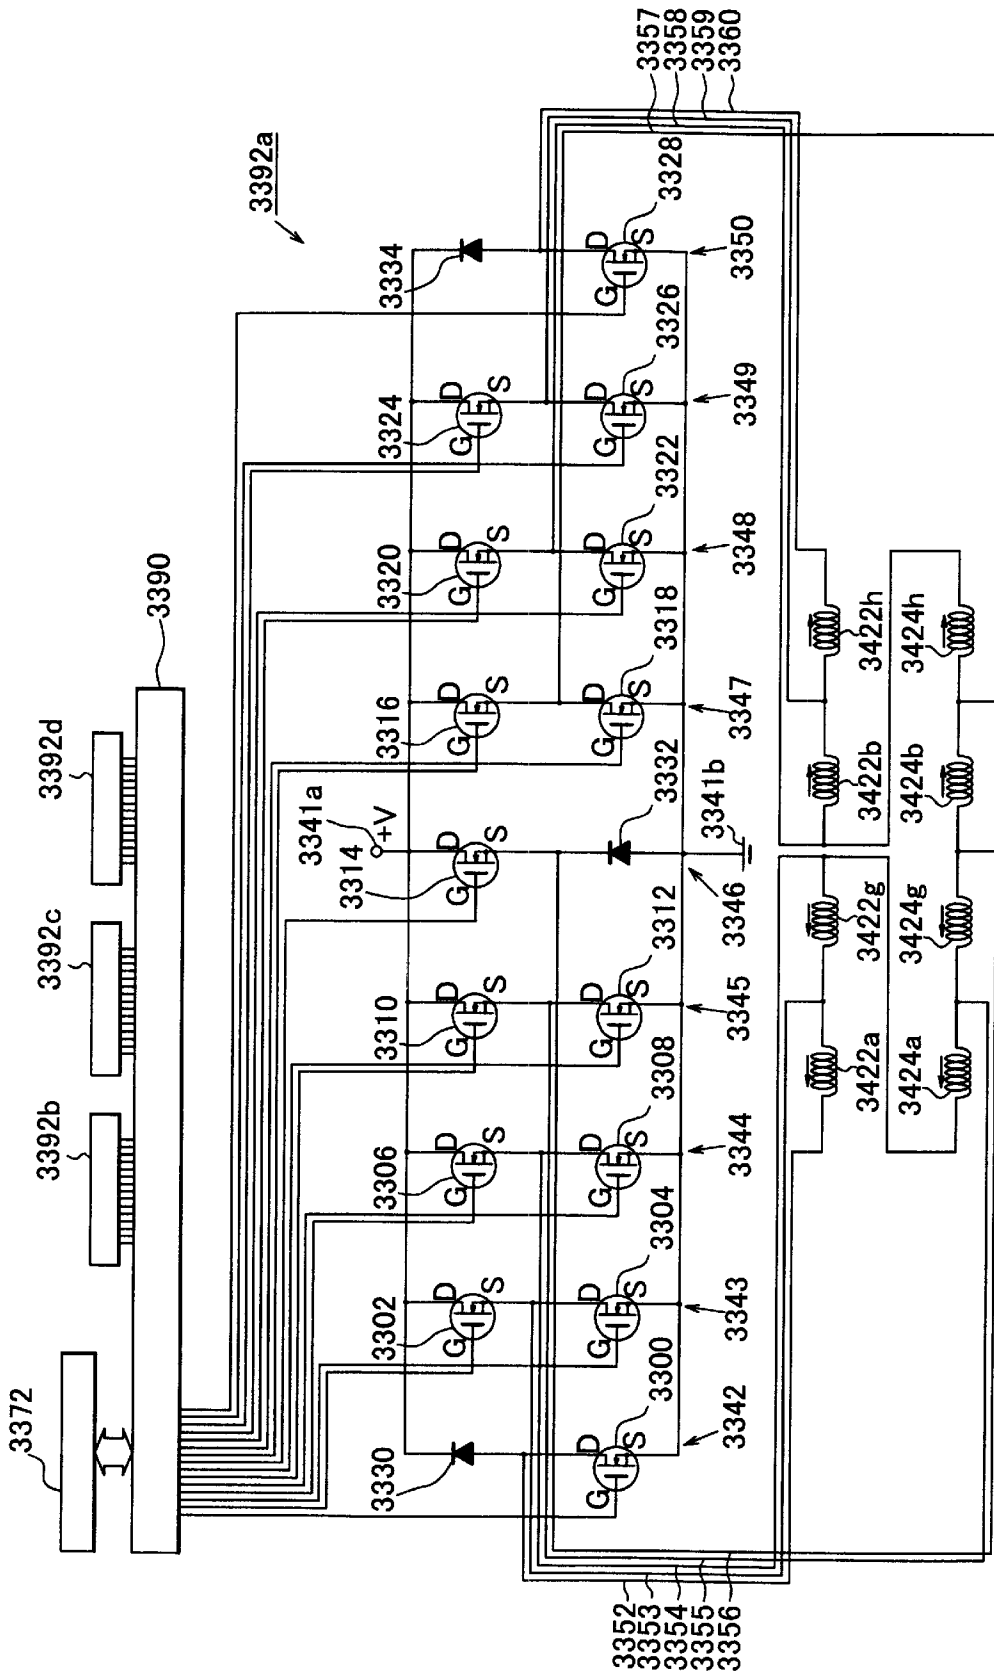 3392a
3372
3390
3392b
3392c
3392d
3341a
+V
3330
3302
3306
3310
3314
3316
3320
3324
3334
D
D
D
D
D
D
D
G
G
G
G
G
G
G
S
S
S
S
S
S
S
D
D
D
D
D
D
D
D
G
G
G
G
G
G
G
G
S
S
S
S
S
S
S
S
3300
3304
3308
3312
3332
3318
3322
3326
3328
3342
3343
3344
3345
3346
3341b
3347
3348
3349
3350
3352
3353
3354
3355
3356
3357
3358
3359
3360
3422a
3422g
3422b
3422h
3424a
3424g
3424b
3424h